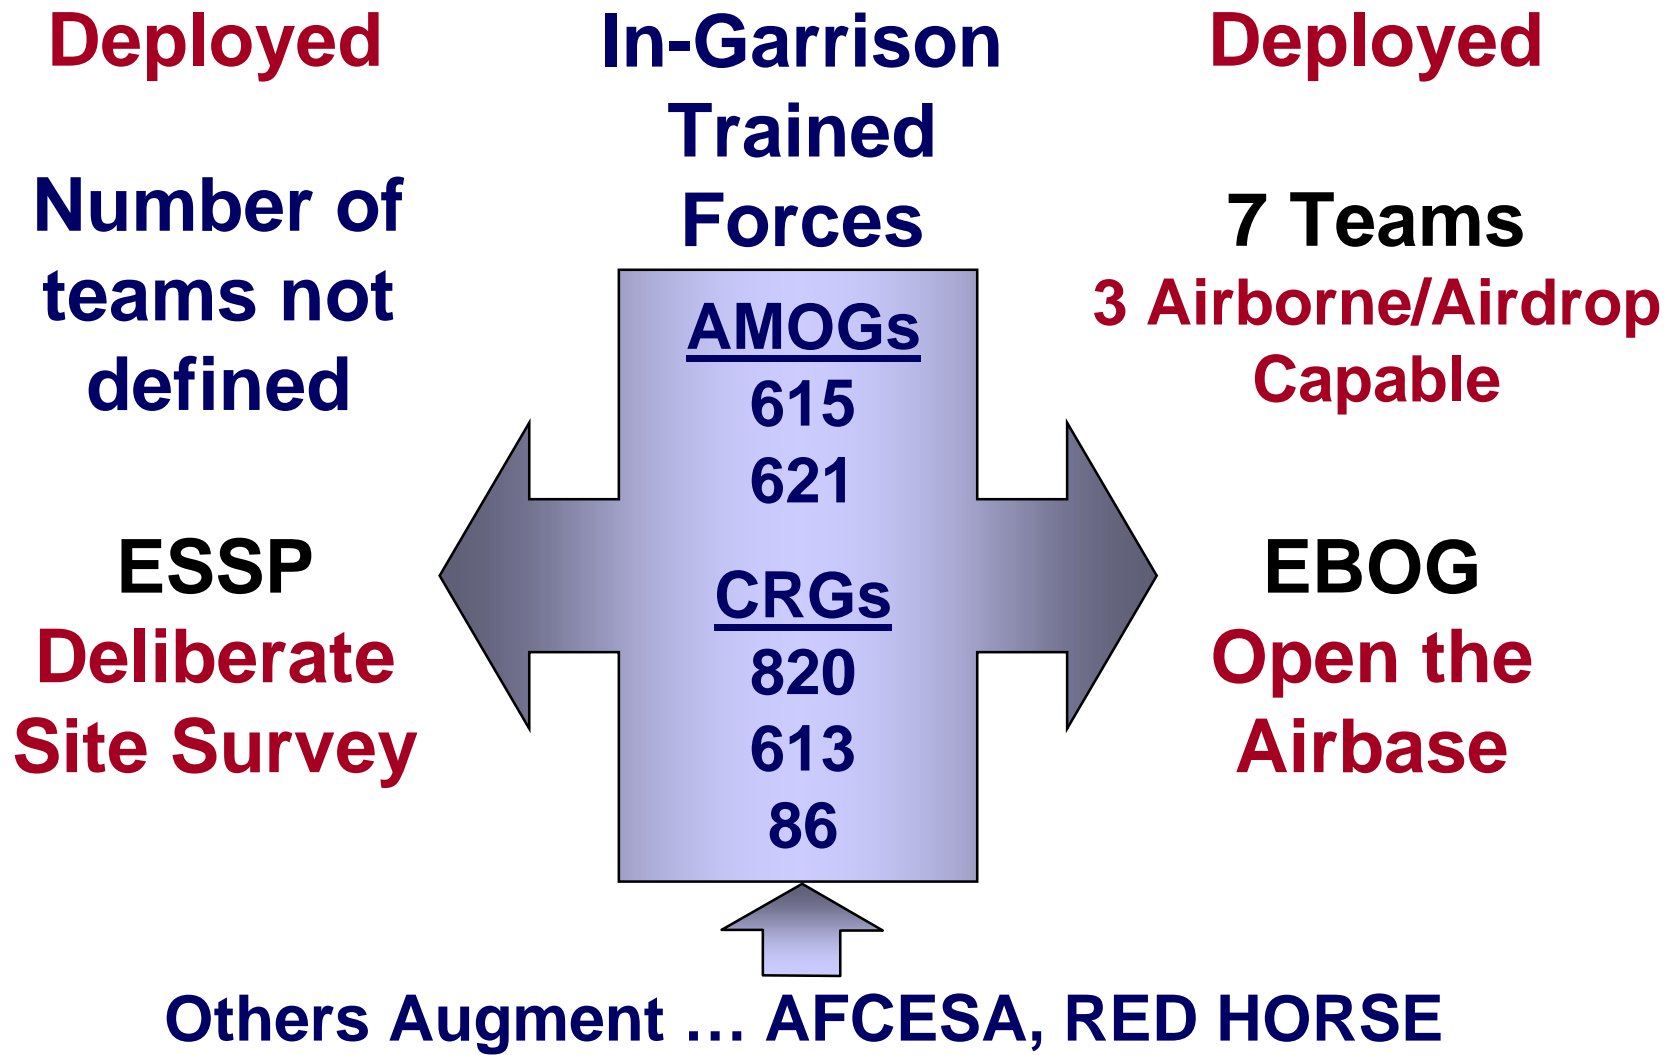 Deployed
Number of
teams not
defined
ESSP
Deliberate
Site Survey
In-Garrison
Trained
Forces
AMOGs
615
621
CRGs
820
613
86
Deployed
7 Teams
3 Airborne/Airdrop
Capable
EBOG
Open the
Airbase
Others Augment … AFCESA, RED HORSE